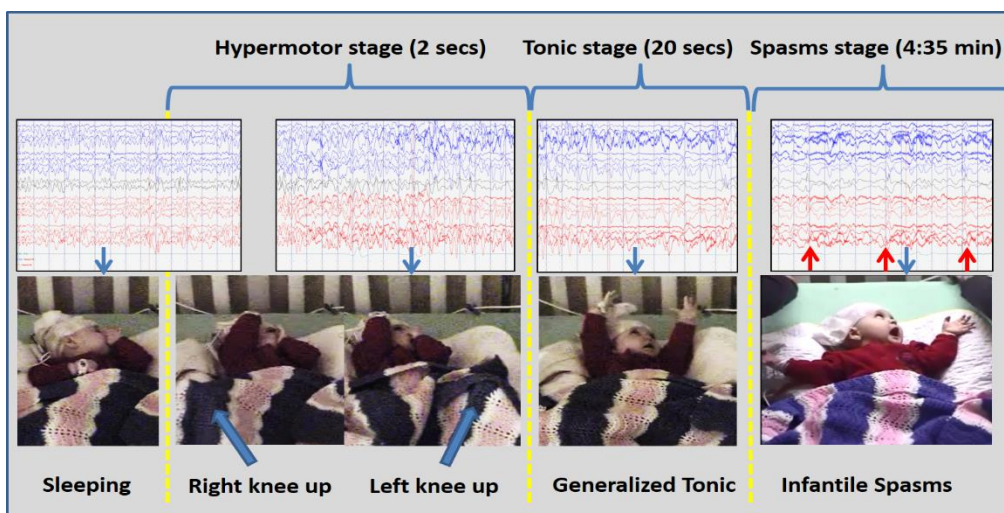 Hypermotor stage (2 secs)
Tonic stage (20 secs)
Spasms stage (4:35 min)
Sleeping
Right knee up
Left knee up
Generalized Tonic
Infantile Spasms